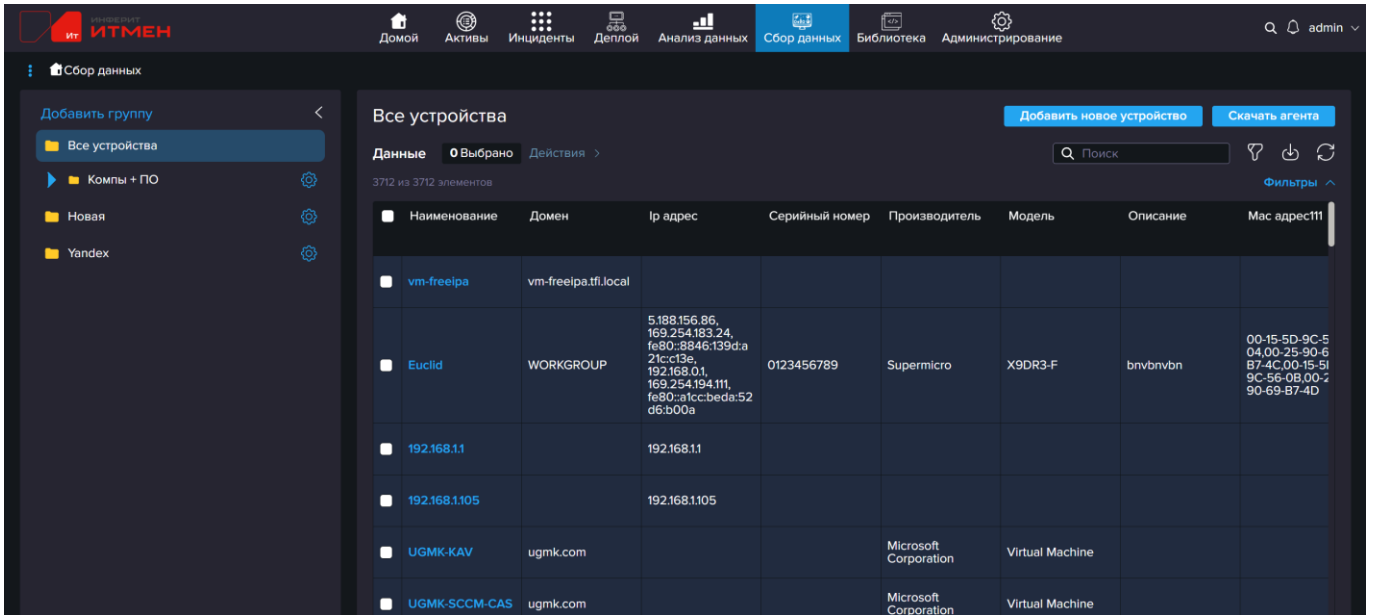 ИНФЕРИТ
ИТМЕН
Ит
Домой Активы Инциденты Деплой Анализ данных Сбор данных Библиотека Администрирование
admin
Сбор данных
Добавить группу
Все устройства
Компы + ПО
Новая
Yandex
Все устройства
Добавить новое устройство Скачать агента
Данные 0 Выбрано Действия >
Поиск
3712 из 3712 элементов
Фильтры
Наименование Домен Ip адрес Серийный номер Производитель Модель Описание Mac адрес111
vm-freeipa vm-freeipa.tfi.local
5.188.156.86,
169.254.183.24,
fe80::8846:139d:a
21c:c13e,
192.168.0.1,
169.254.194.111,
fe80::a1cc:beda:52
d6:b00a
Euclid WORKGROUP 0123456789 Supermicro X9DR3-F bnvbnvbn
00-15-5D-9C-5
04,00-25-90-6
B7-4C,00-15-5
9C-56-0B,00-2
90-69-B7-4D
192.168.1.1 192.168.1.1
192.168.1.105 192.168.1.105
UGMK-KAV ugmk.com Microsoft
Corporation Virtual Machine
UGMK-SCCM-CAS ugmk.com Microsoft
Corporation Virtual Machine